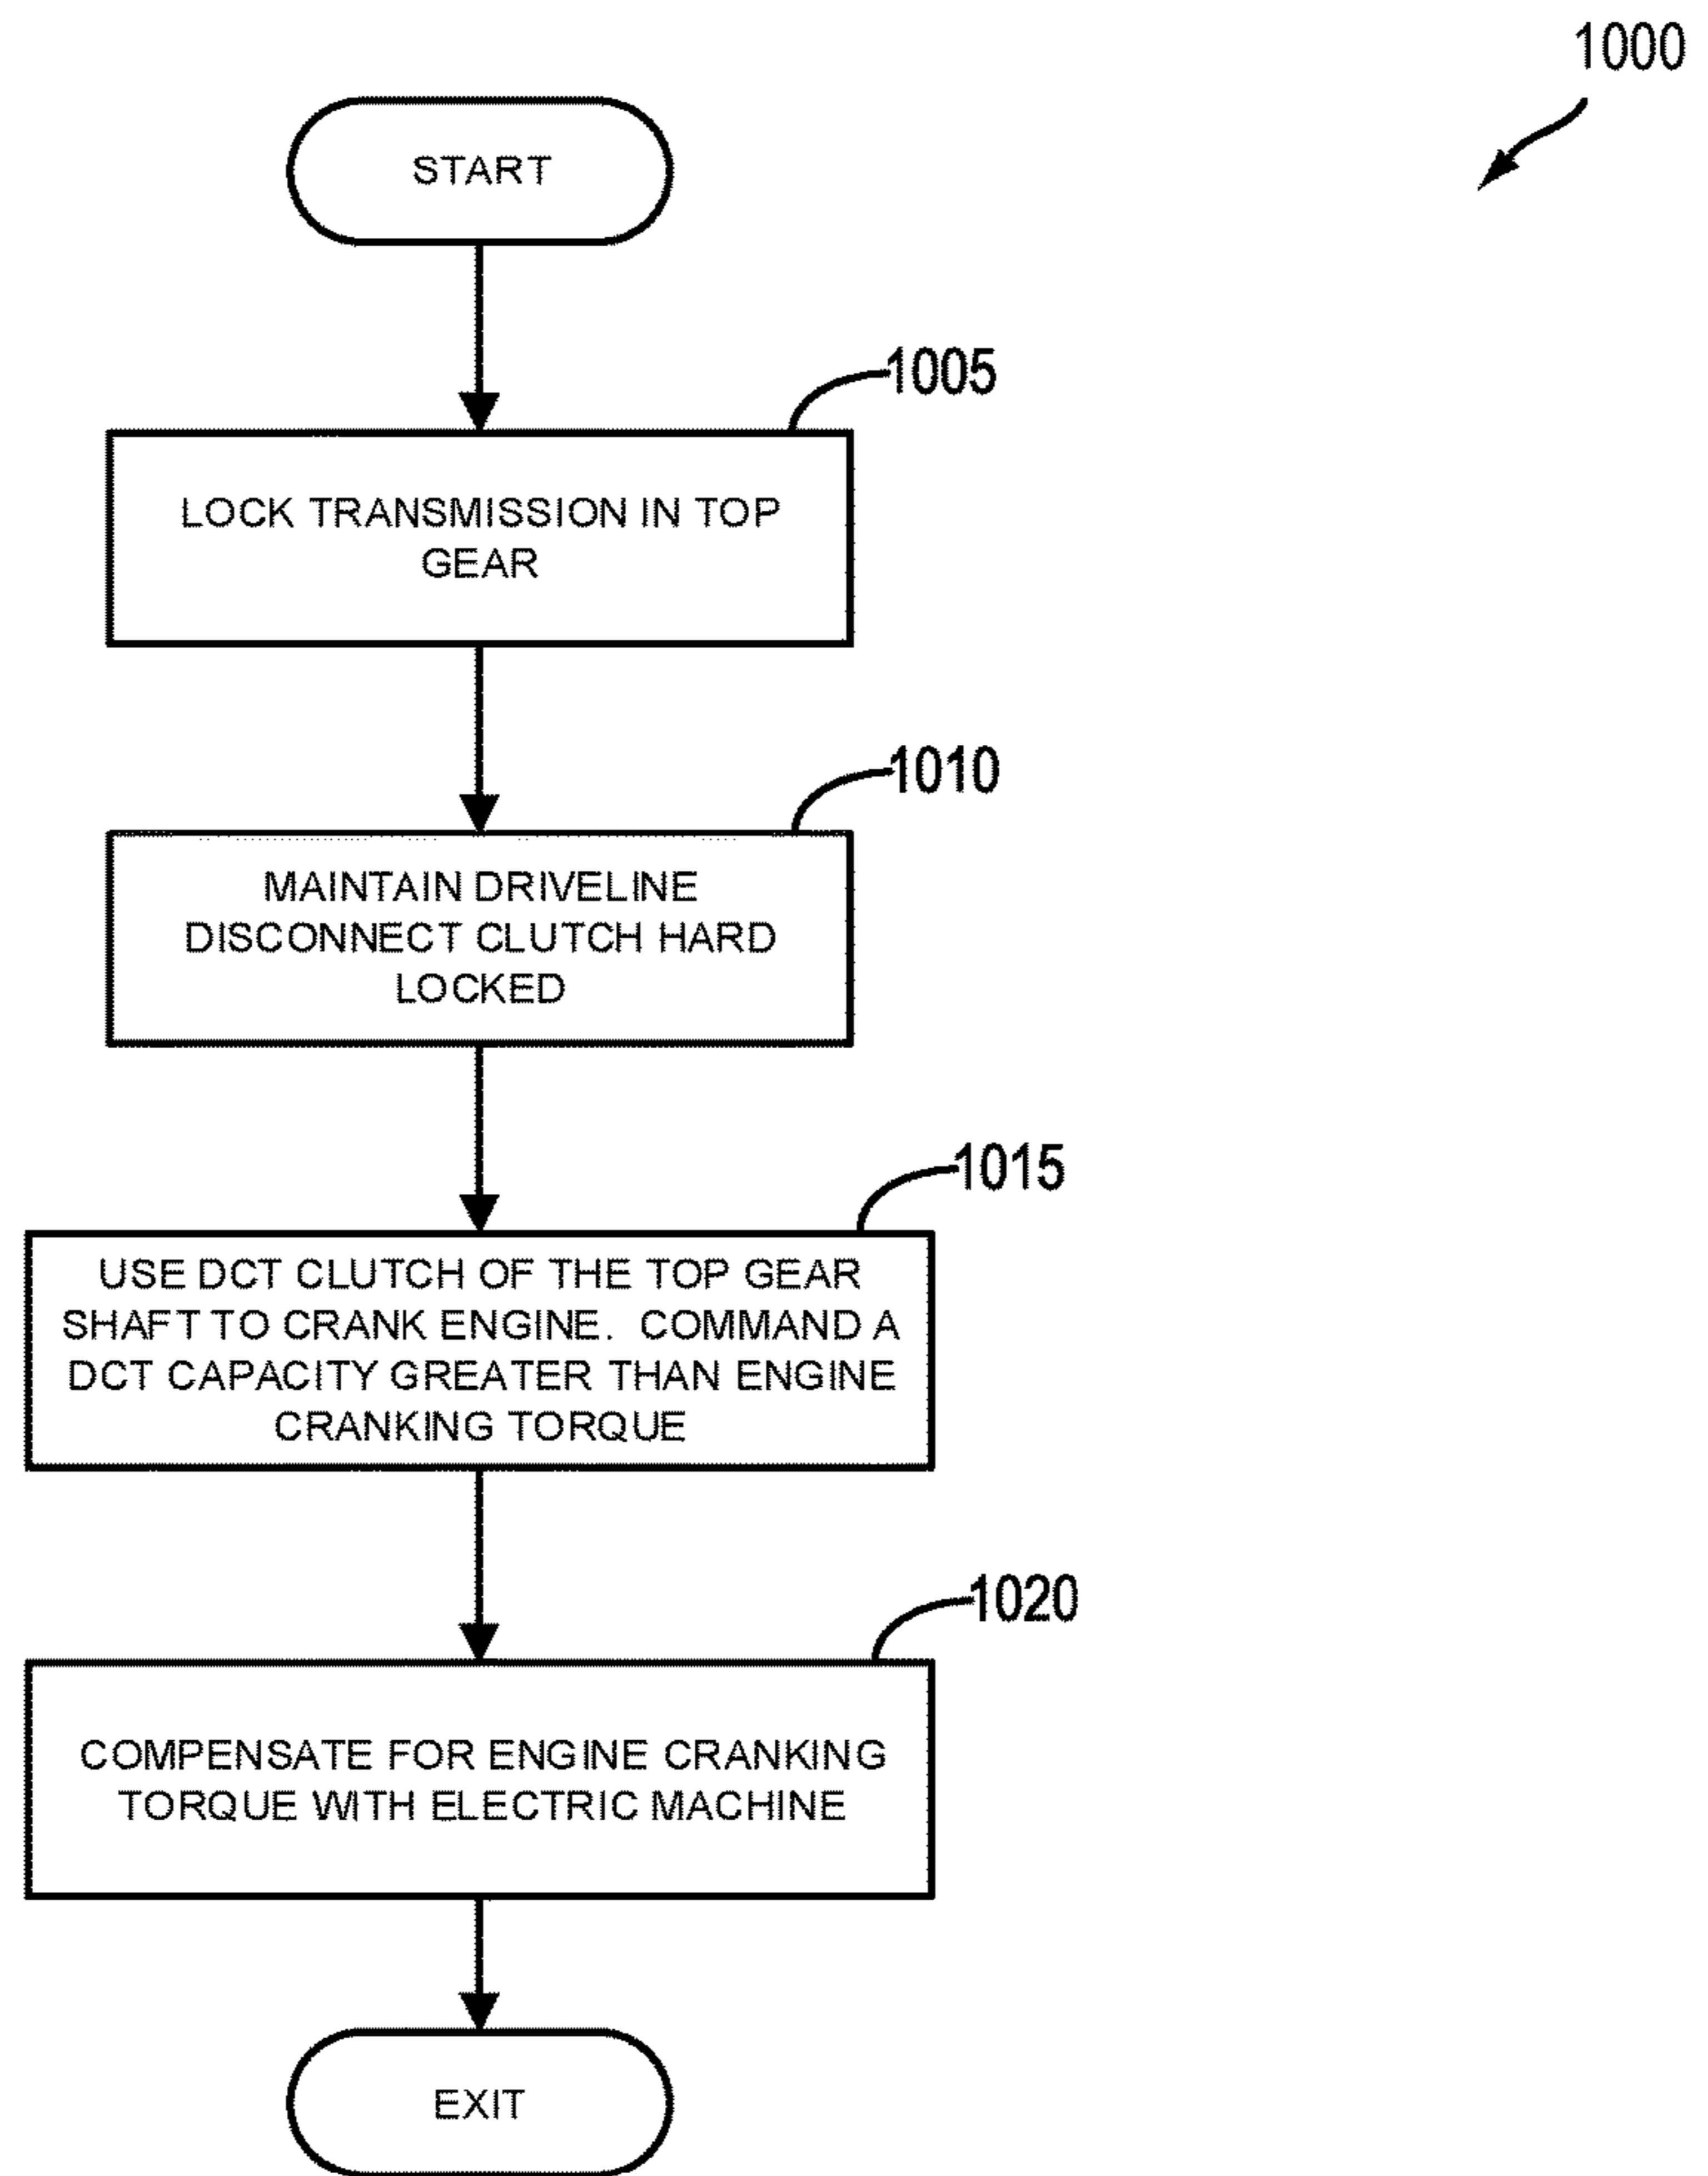 1000
START
1005
LOCK TRANSMISSION IN TOP
GEAR
1010
MAINTAIN DRIVELINE
DISCONNECT CLUTCH HARD
LOCKED
1015
USE DCT CLUTCH OF THE TOP GEAR
SHAFT TO CRANK ENGINE. COMMAND A
DCT CAPACITY GREATER THAN ENGINE
CRANKING TORQUE
1020
COMPENSATE FOR ENGINE CRANKING
TORQUE WITH ELECTRIC MACHINE
EXIT